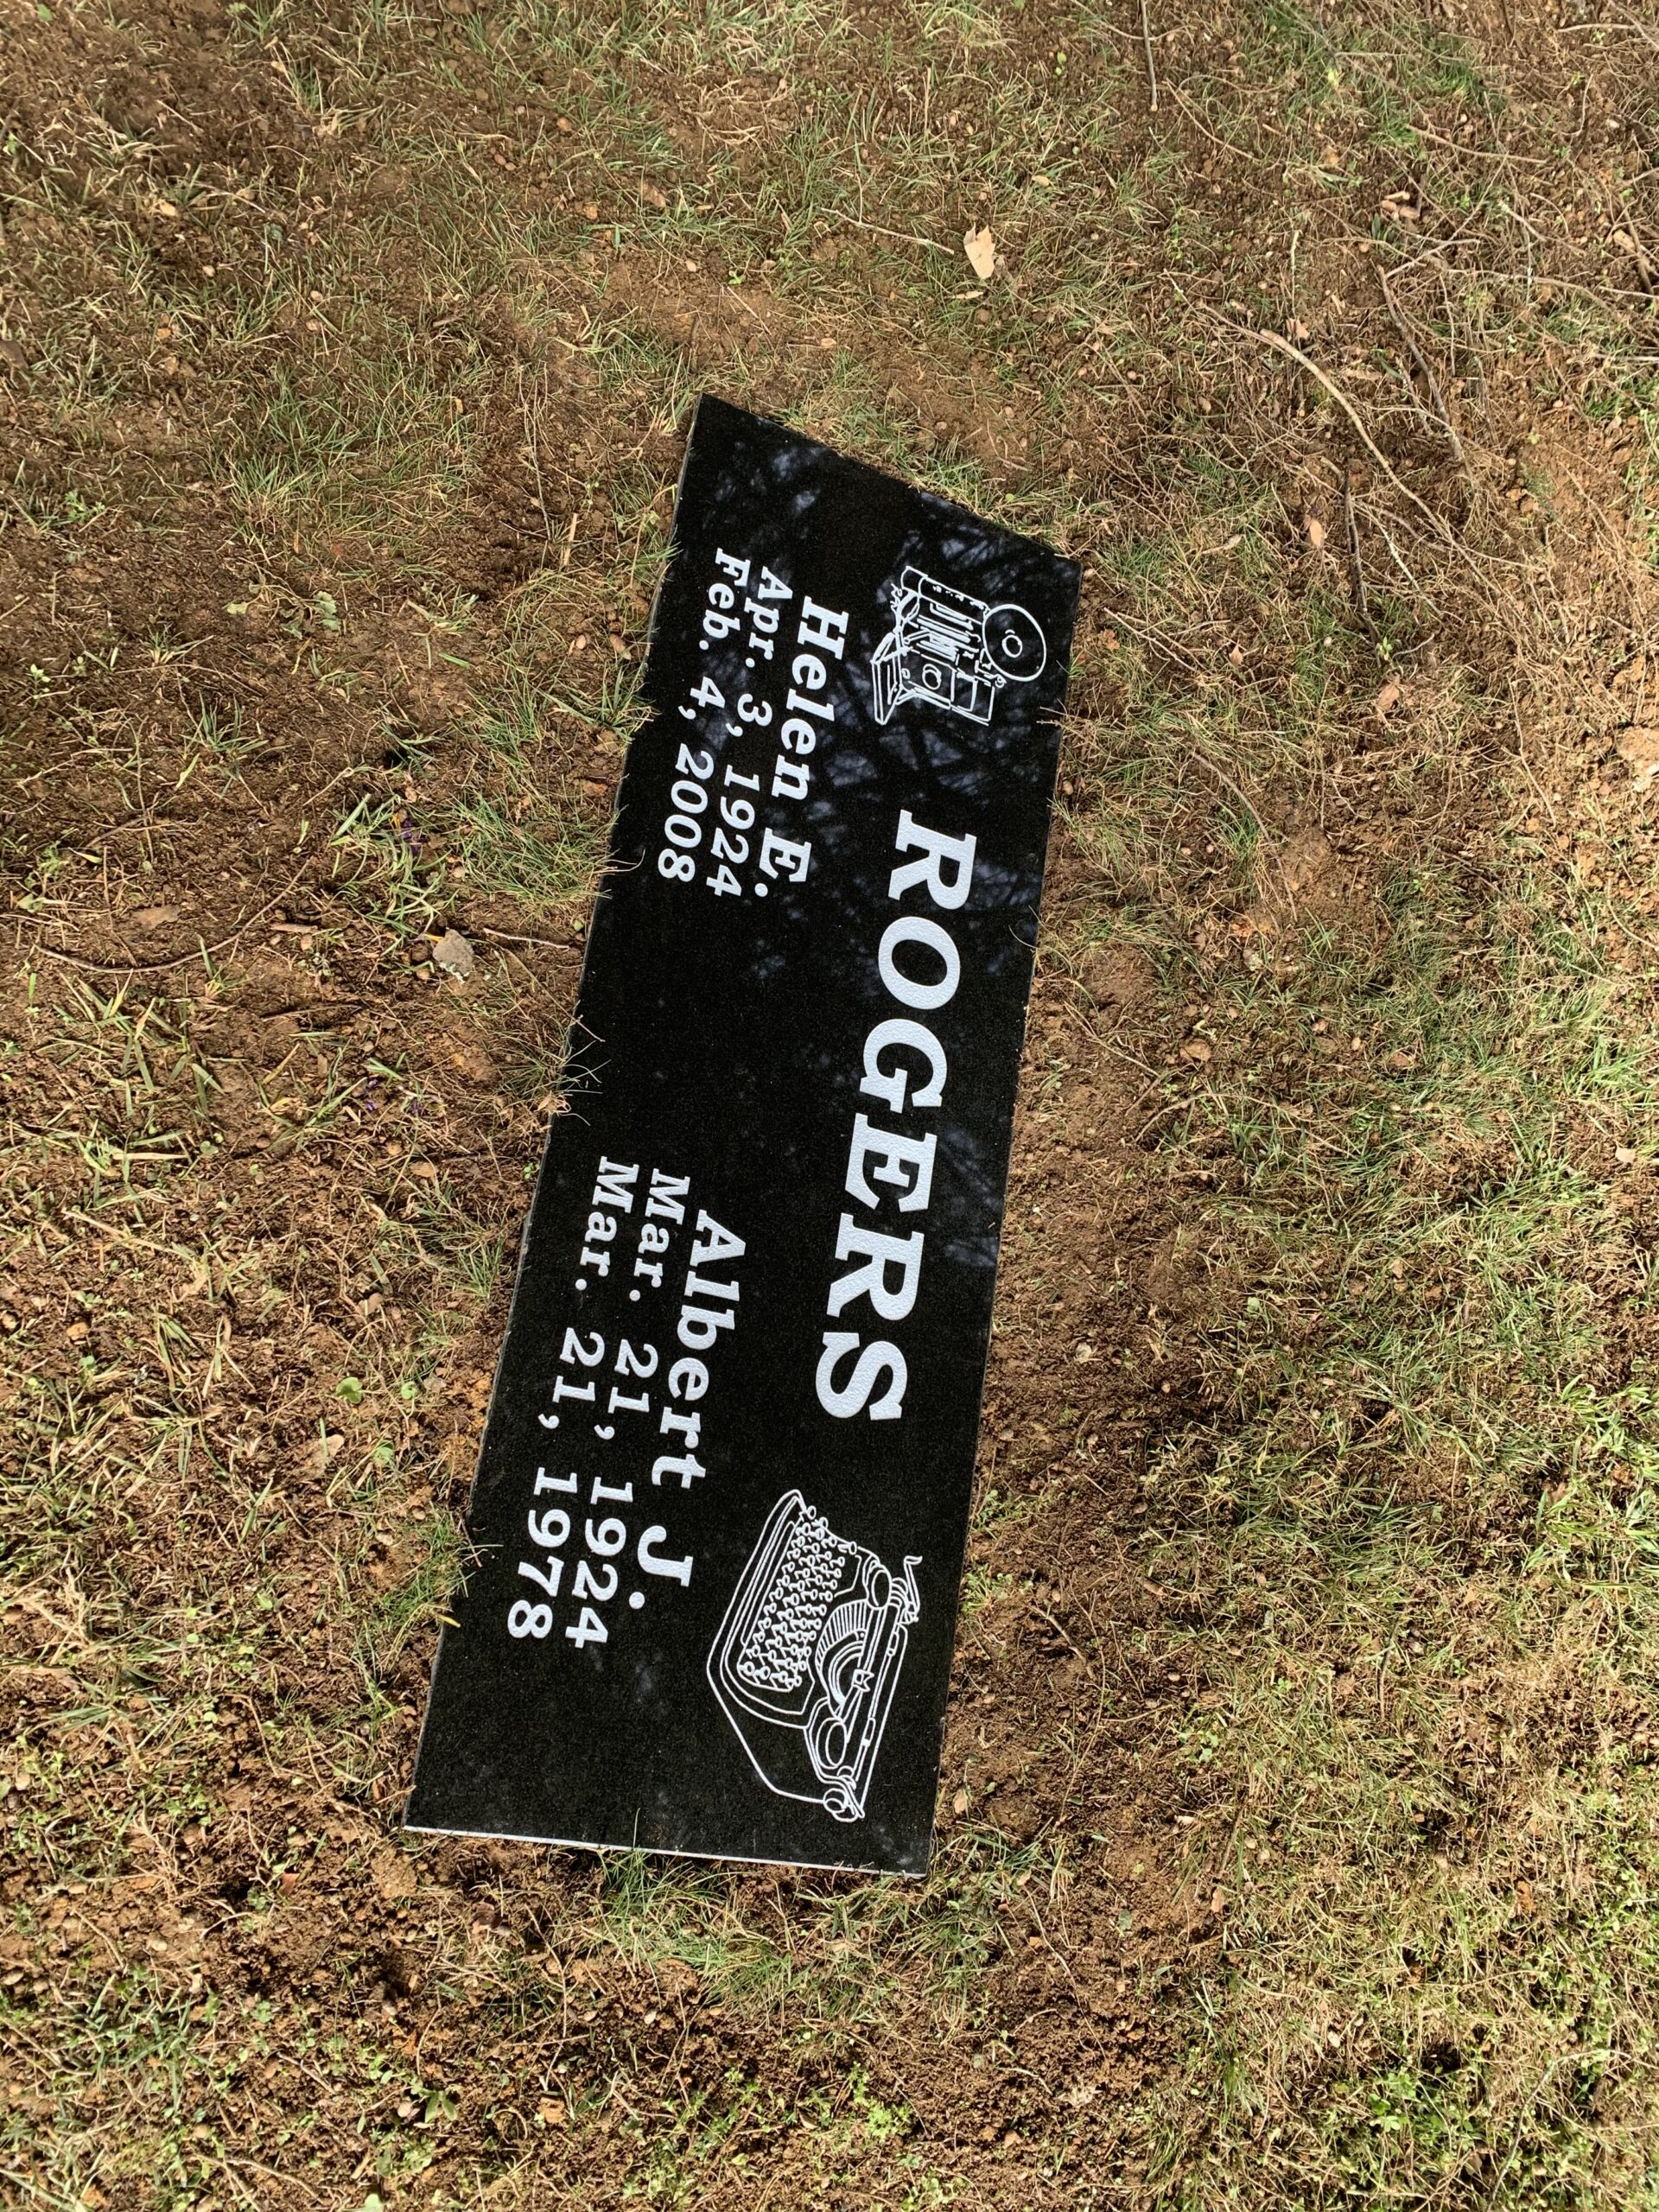 ROGERS
Helen E.
Apr. 3, 1924
Feb. 4, 2008
Albert J.
Mar. 21, 1924
Mar. 21, 1978